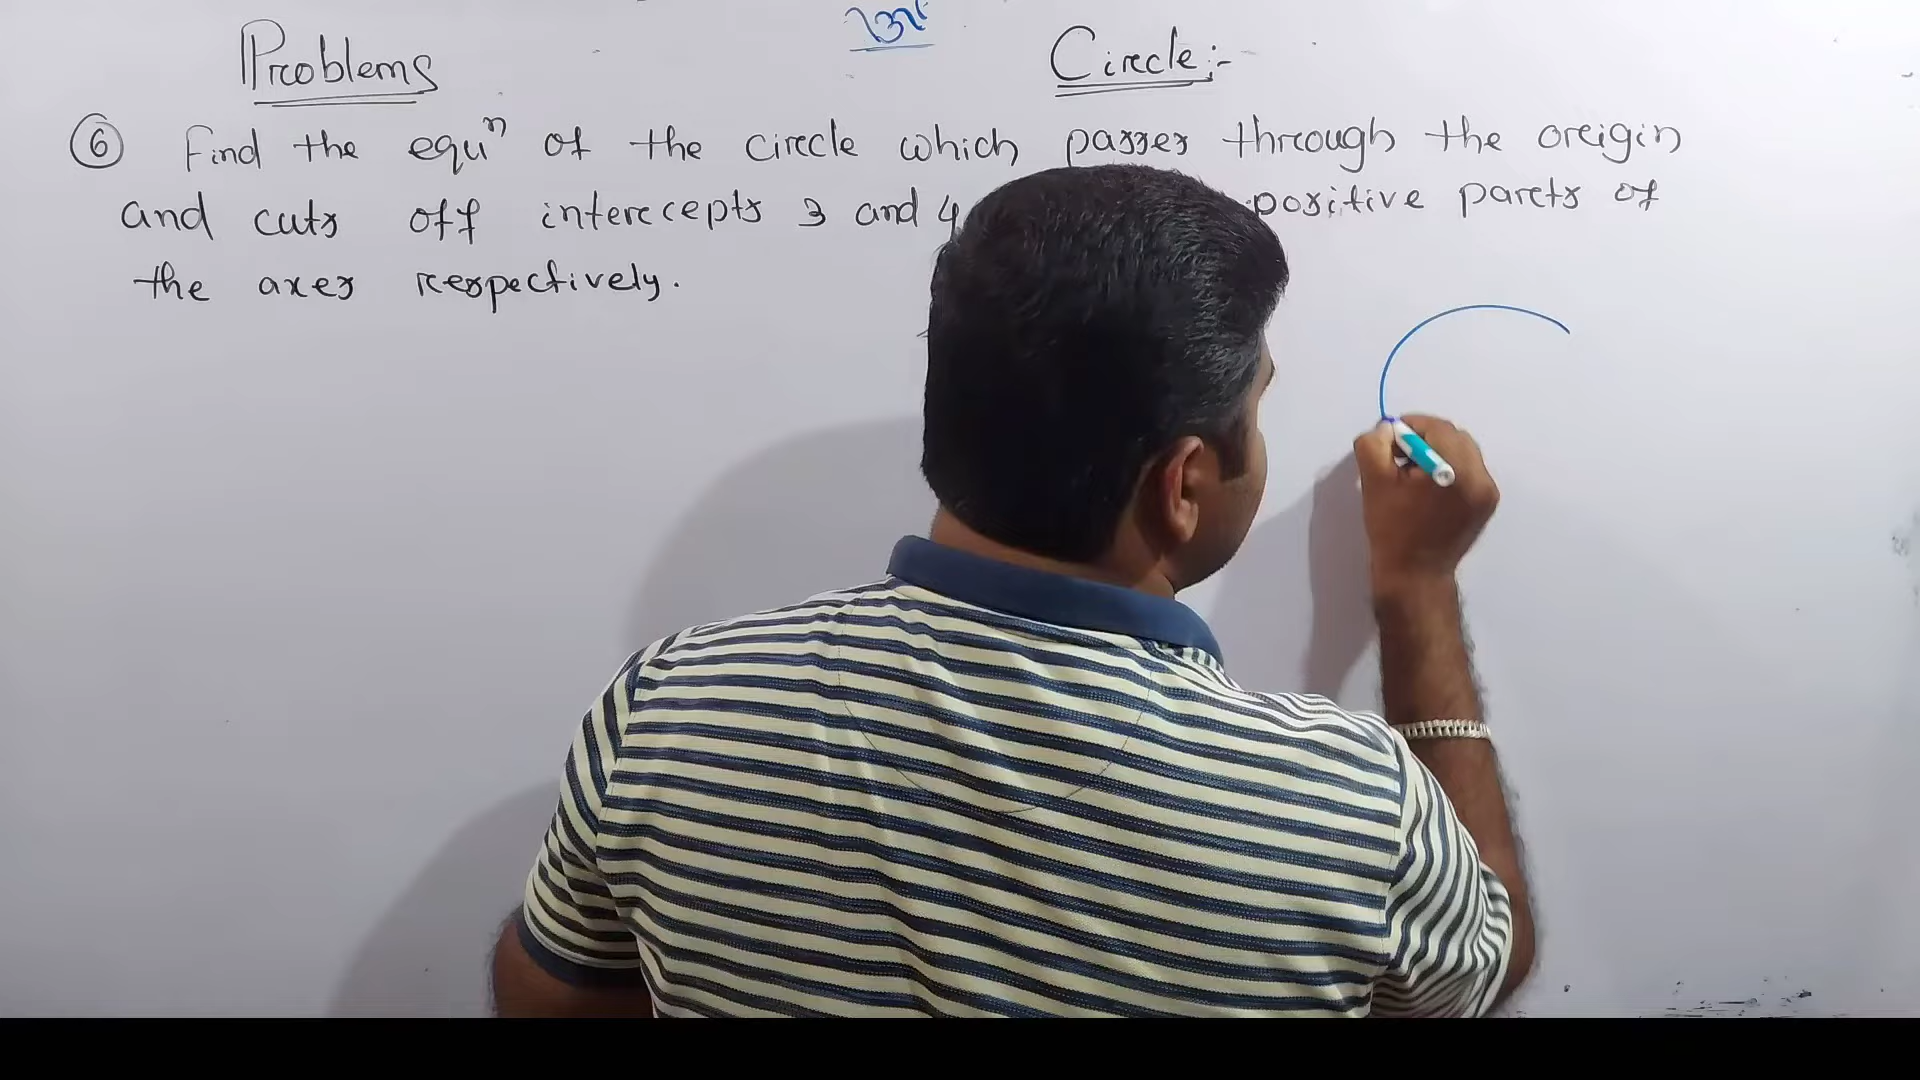 Problems
Circle:-
⑥ Find the equⁿ of the circle which passes through the origin
and cuts off intercepts 3 and 4 positive parts of
the axes respectively.